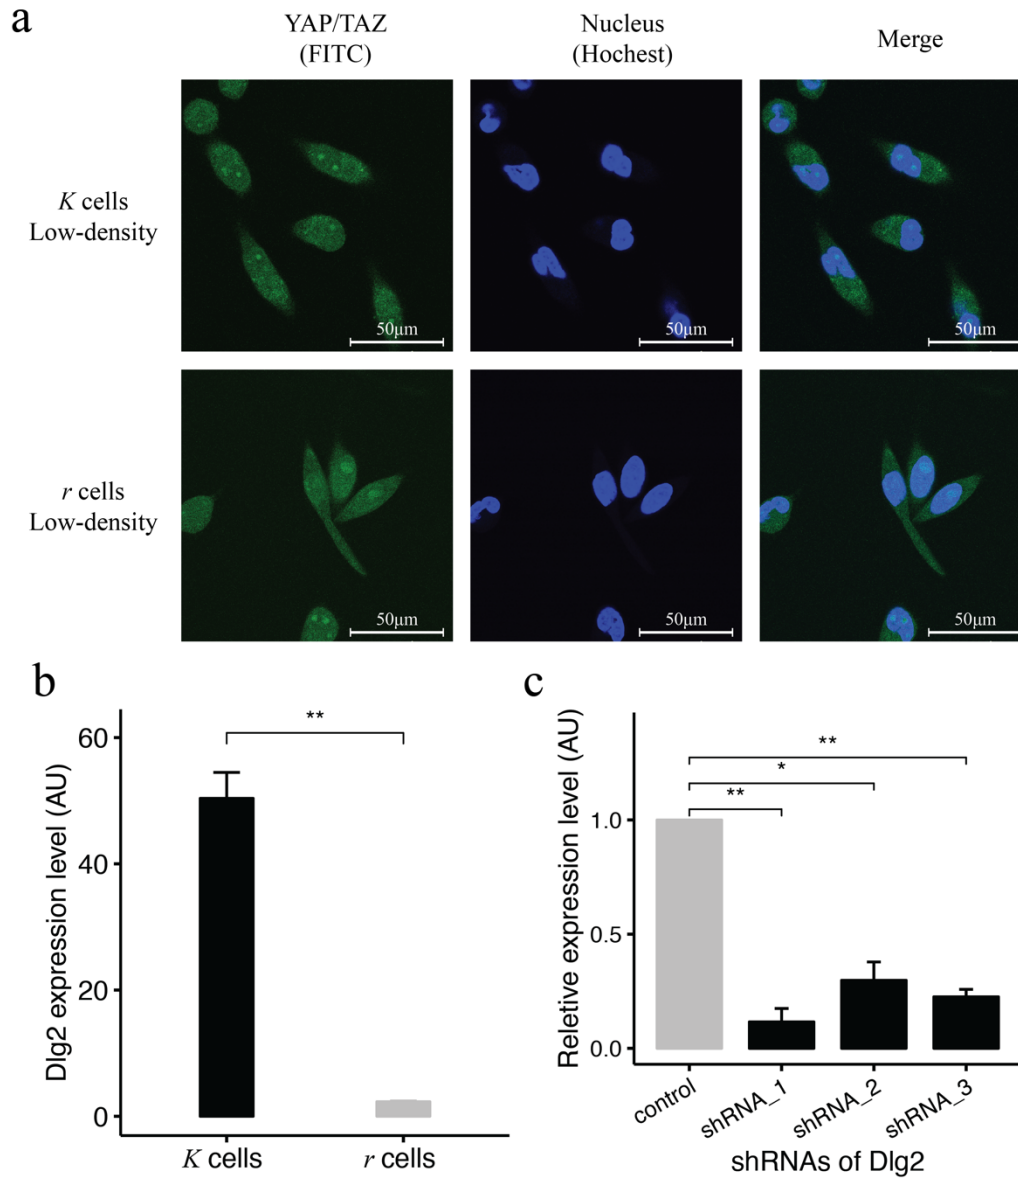 a
YAP/TAZ
(FITC)
Nucleus
(Hochest)
Merge
K cells
Low-density
50μm
50μm
50μm
r cells
Low-density
50μm
50μm
50μm
b
Dlg2 expression level (AU)
60
40
20
0
**
K cells
r cells
c
Reletive expression level (AU)
1.0
0.5
0.0
**
*
**
control
shRNA_1
shRNA_2
shRNA_3
shRNAs of Dlg2